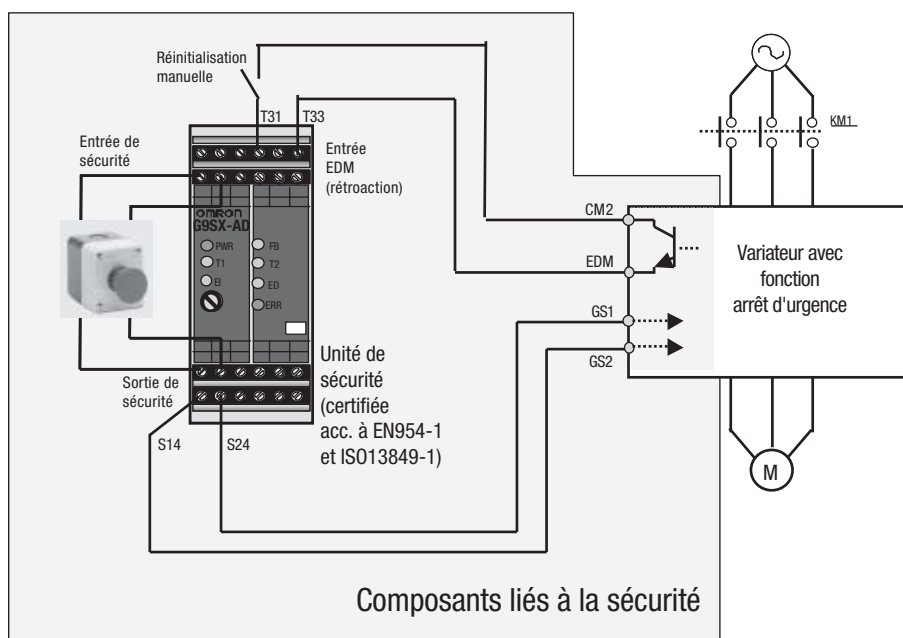 Réinitialisation
manuelle
T31
T33
KM1
Entrée de
sécurité
Entrée
EDM
(rétroaction)
OMRON
G9SX-AD
PWR
FB
T1
T2
EI
ED
ERR
CM2
EDM
GS1
GS2
Variateur avec
fonction
arrêt d'urgence
Unité de
sécurité
(certifiée
acc. à EN954-1
et ISO13849-1)
Sortie de
sécurité
S14
S24
M
Composants liés à la sécurité